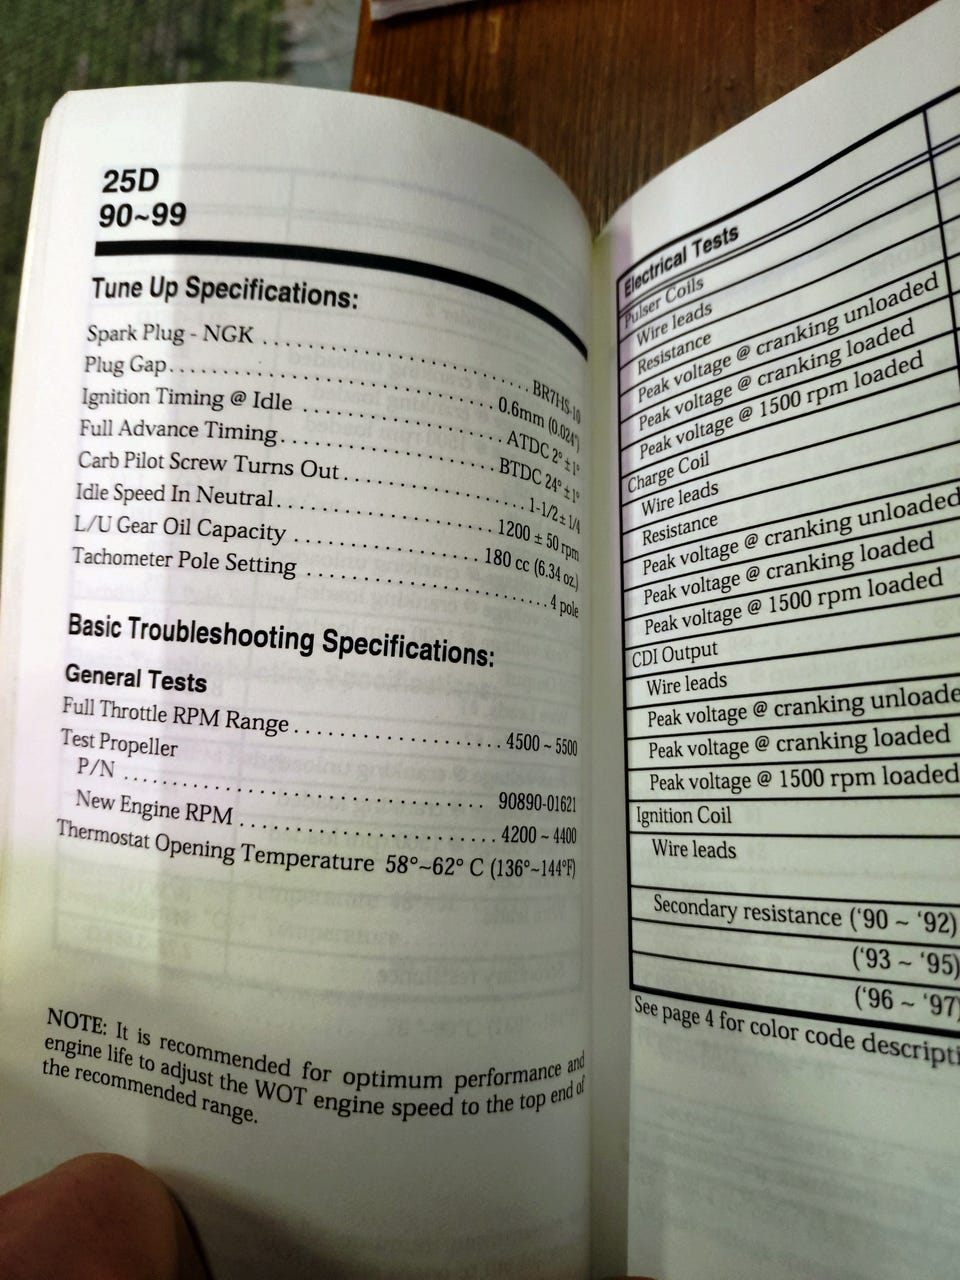 25D
90~99
Tune Up Specifications:
Spark Plug - NGK . . . . . . . . . . . . . . . . . . . . . . . . . . . . . . BR7HS-10
Plug Gap . . . . . . . . . . . . . . . . . . . . . . . . . . . . . . 0.6mm (0.024")
Ignition Timing @ Idle . . . . . . . . . . . . . . . . . . . . ATDC 2° ± 1°
Full Advance Timing . . . . . . . . . . . . . . . . . . . . BTDC 24° ± 1°
Carb Pilot Screw Turns Out . . . . . . . . . . . . . . . . . . . . 1-1/2 ± 1/4
Idle Speed In Neutral . . . . . . . . . . . . . . . . . . . . 1200 ± 50 rpm
L/U Gear Oil Capacity . . . . . . . . . . . . . . . . . . . . 180 cc (6.34 oz.)
Tachometer Pole Setting . . . . . . . . . . . . . . . . . . . . . . . . 4 pole
Basic Troubleshooting Specifications:
General Tests
Full Throttle RPM Range . . . . . . . . . . . . . . . . . . . . . 4500 ~ 5500
Test Propeller
P/N . . . . . . . . . . . . . . . . . . . . . . . . . . . . . . . . . . . 90890-01621
New Engine RPM . . . . . . . . . . . . . . . . . . . . . . . . . 4200 ~ 4400
Thermostat Opening Temperature 58°~62° C (136°~144°F)
NOTE: It is recommended for optimum performance and
engine life to adjust the WOT engine speed to the top end of
the recommended range.
Electrical Tests
Pulser Coils
Wire leads
Resistance
Peak voltage @ cranking unloaded
Peak voltage @ cranking loaded
Peak voltage @ 1500 rpm loaded
Charge Coil
Wire leads
Resistance
Peak voltage @ cranking unloaded
Peak voltage @ cranking loaded
Peak voltage @ 1500 rpm loaded
CDI Output
Wire leads
Peak voltage @ cranking unloade
Peak voltage @ cranking loaded
Peak voltage @ 1500 rpm loaded
Ignition Coil
Wire leads
Secondary resistance ('90 ~ '92)
('93 ~ '95)
('96 ~ '97)
See page 4 for color code descripti